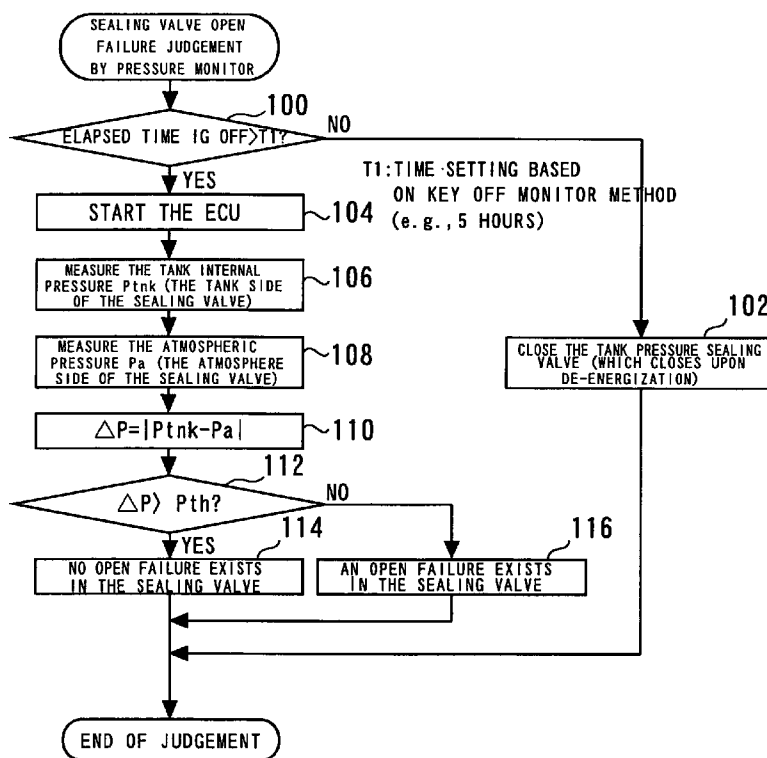 SEALING VALVE OPEN
FAILURE JUDGEMENT
BY PRESSURE MONITOR
100
ELAPSED TIME IG OFF>T1?
NO
YES
T1:TIME·SETTING BASED
ON KEY OFF MONITOR METHOD
(e.g.,5 HOURS)
START THE ECU
104
MEASURE THE TANK INTERNAL
PRESSURE Ptnk (THE TANK SIDE
OF THE SEALING VALVE)
106
102
CLOSE THE TANK PRESSURE SEALING
VALVE (WHICH CLOSES UPON
DE-ENERGIZATION)
MEASURE THE ATMOSPHERIC
PRESSURE Pa (THE ATMOSPHERE
SIDE OF THE SEALING VALVE)
108
△P=|Ptnk-Pa|
110
112
△P> Pth?
NO
YES
114
NO OPEN FAILURE EXISTS
IN THE SEALING VALVE
116
AN OPEN FAILURE EXISTS
IN THE SEALING VALVE
END OF JUDGEMENT